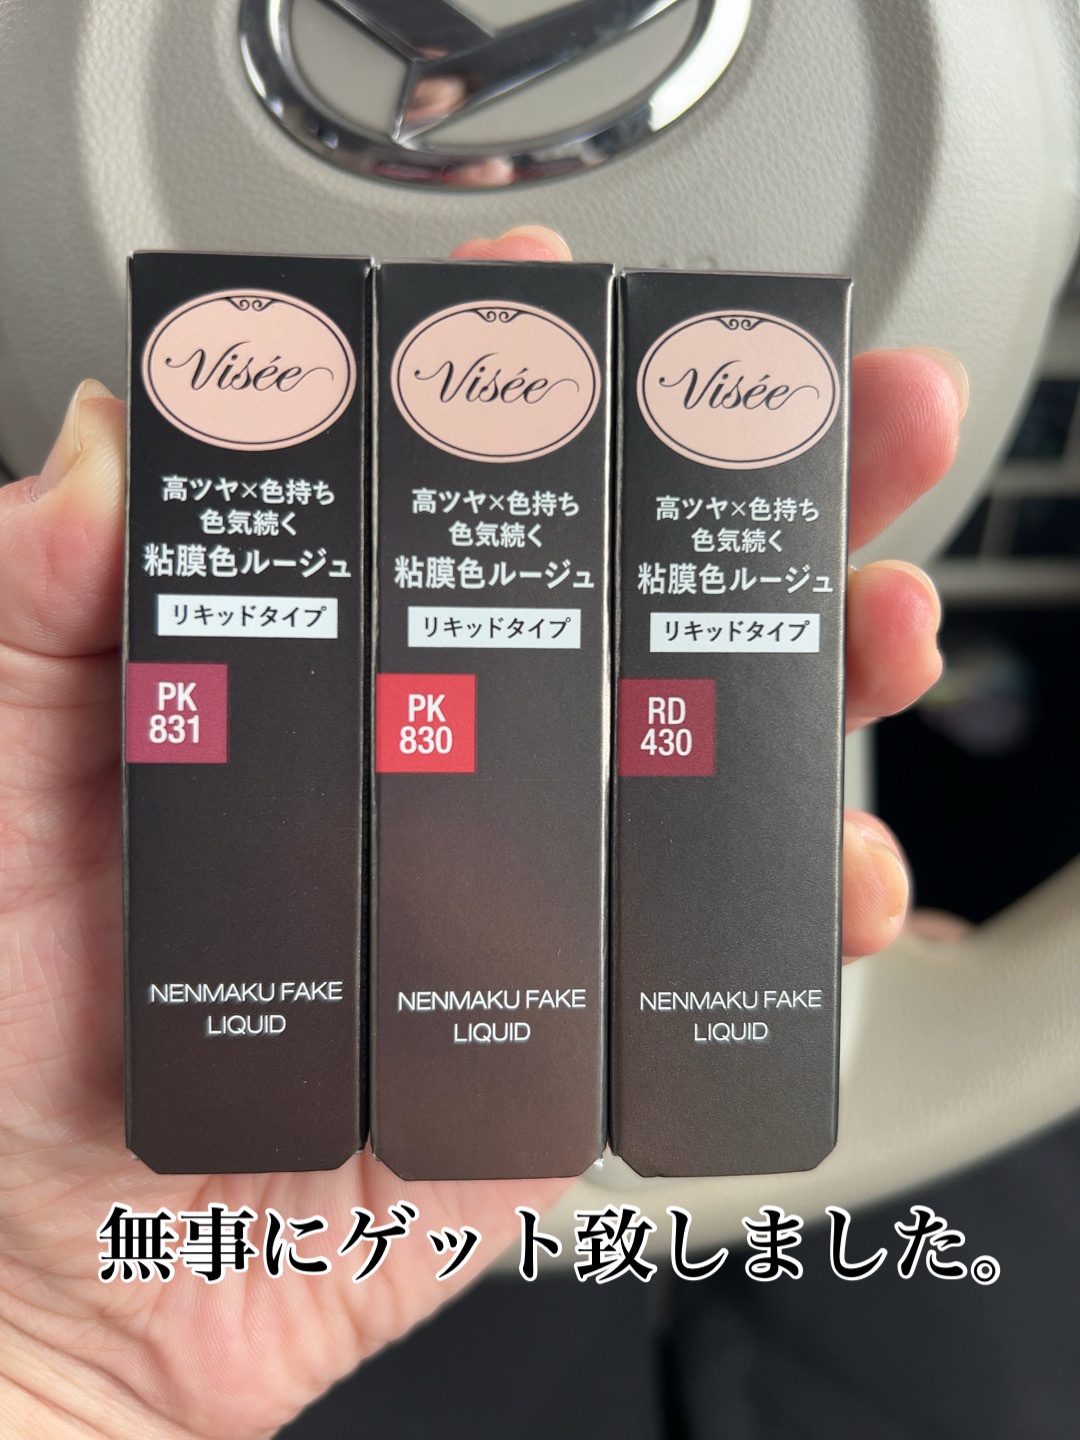 Visée
高ツヤ×色持ち
色気続く
粘膜色ルージュ
リキッドタイプ
PK
831
NENMAKU FAKE
LIQUID
Visée
高ツヤ×色持ち
色気続く
粘膜色ルージュ
リキッドタイプ
PK
830
NENMAKU FAKE
LIQUID
Visée
高ツヤ×色持ち
色気続く
粘膜色ルージュ
リキッドタイプ
RD
430
NENMAKU FAKE
LIQUID
無事にゲット致しました。